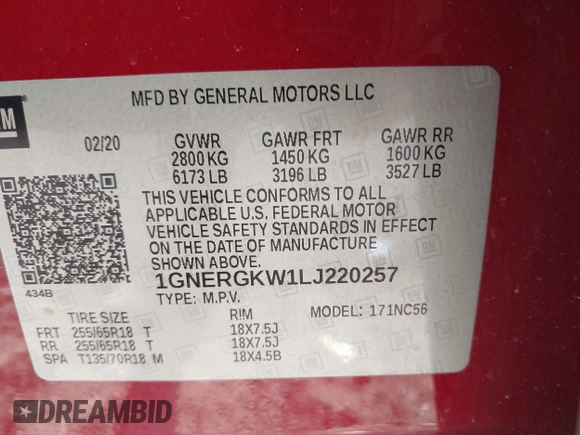 GM
MFD BY GENERAL MOTORS LLC
02/20 GVWR GAWR FRT GAWR RR
2800 KG 1450 KG 1600 KG
6173 LB 3196 LB 3527 LB
THIS VEHICLE CONFORMS TO ALL
APPLICABLE U.S. FEDERAL MOTOR
VEHICLE SAFETY STANDARDS IN EFFECT
ON THE DATE OF MANUFACTURE
SHOWN ABOVE.
434B
1GNERGKW1LJ220257
TYPE: M.P.V. MODEL: 171NC56
TIRE SIZE RIM
FRT 255/65R18 T 18X7.5J
RR 255/65R18 T 18X7.5J
SPA T135/70R18 M 18X4.5B
DREAMBID